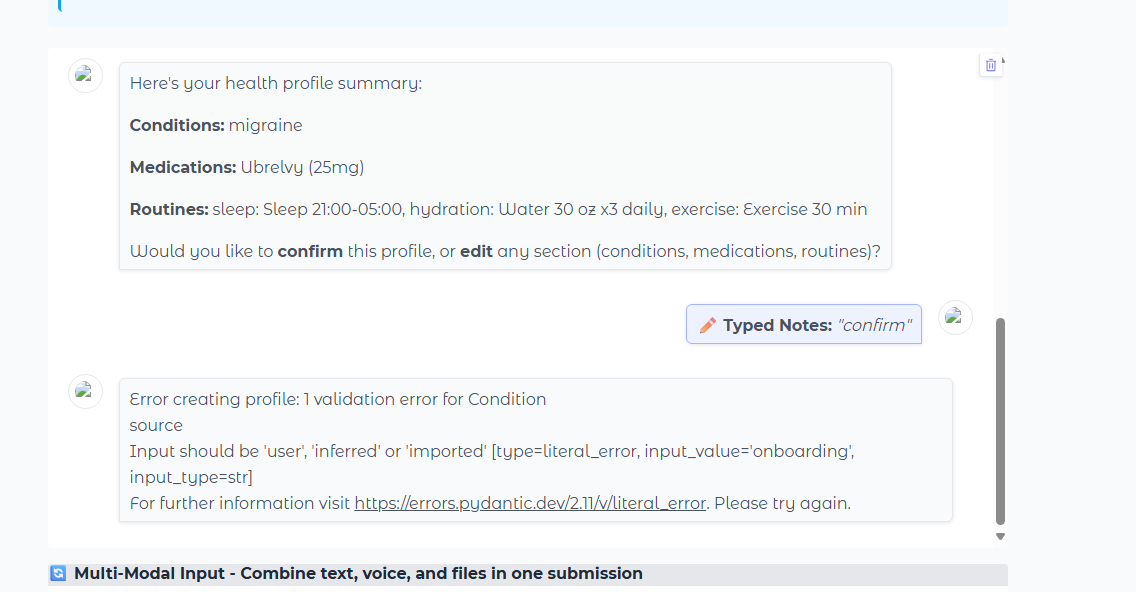 Here's your health profile summary:
Conditions: migraine
Medications: Ubrelvy (25mg)
Routines: sleep: Sleep 21:00-05:00, hydration: Water 30 oz x3 daily, exercise: Exercise 30 min
Would you like to confirm this profile, or edit any section (conditions, medications, routines)?
Typed Notes: "confirm"
Error creating profile: 1 validation error for Condition
source
Input should be 'user', 'inferred' or 'imported' [type=literal_error, input_value='onboarding',
input_type=str]
For further information visit https://errors.pydantic.dev/2.11/v/literal_error. Please try again.
Multi-Modal Input - Combine text, voice, and files in one submission